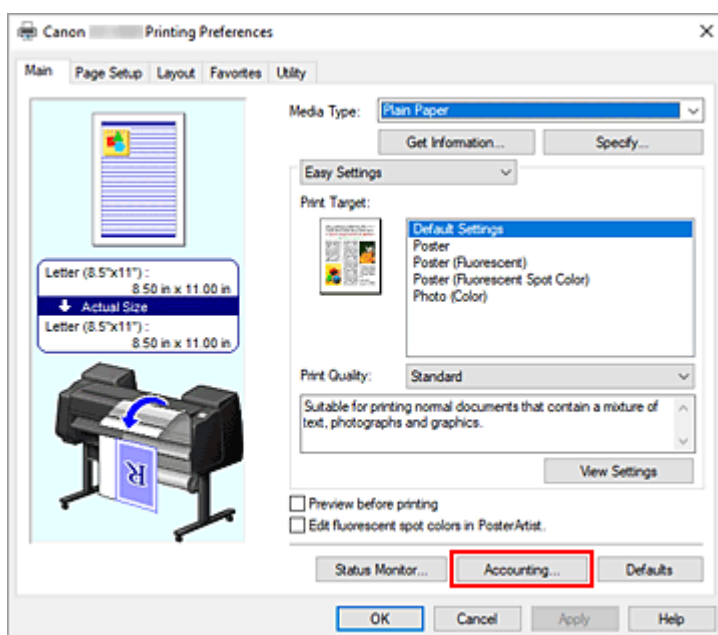 Canon Printing Preferences
Main Page Setup Layout Favorites Utility
Media Type: Plain Paper
Get Information... Specify...
Easy Settings
Print Target:
Default Settings
Poster
Poster (Fluorescent)
Poster (Fluorescent Spot Color)
Photo (Color)
Letter (8.5"x11") :
8.50 in x 11.00 in
Actual Size
Letter (8.5"x11") :
8.50 in x 11.00 in
Print Quality: Standard
Suitable for printing normal documents that contain a mixture of
text, photographs and graphics.
View Settings
Preview before printing
Edit fluorescent spot colors in PosterArtist.
Status Monitor... Accounting... Defaults
OK Cancel Apply Help